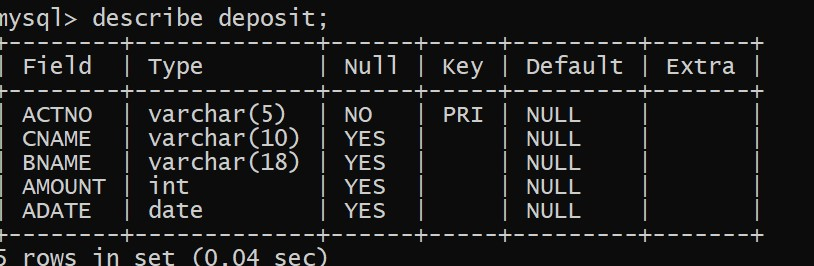 mysql> describe deposit;
+---------+-------------+------+-----+---------+-------+
| Field | Type | Null | Key | Default | Extra |
+---------+-------------+------+-----+---------+-------+
| ACTNO | varchar(5) | NO | PRI | NULL | |
| CNAME | varchar(10) | YES | | NULL | |
| BNAME | varchar(18) | YES | | NULL | |
| AMOUNT | int | YES | | NULL | |
| ADATE | date | YES | | NULL | |
+---------+-------------+------+-----+---------+-------+
5 rows in set (0.04 sec)